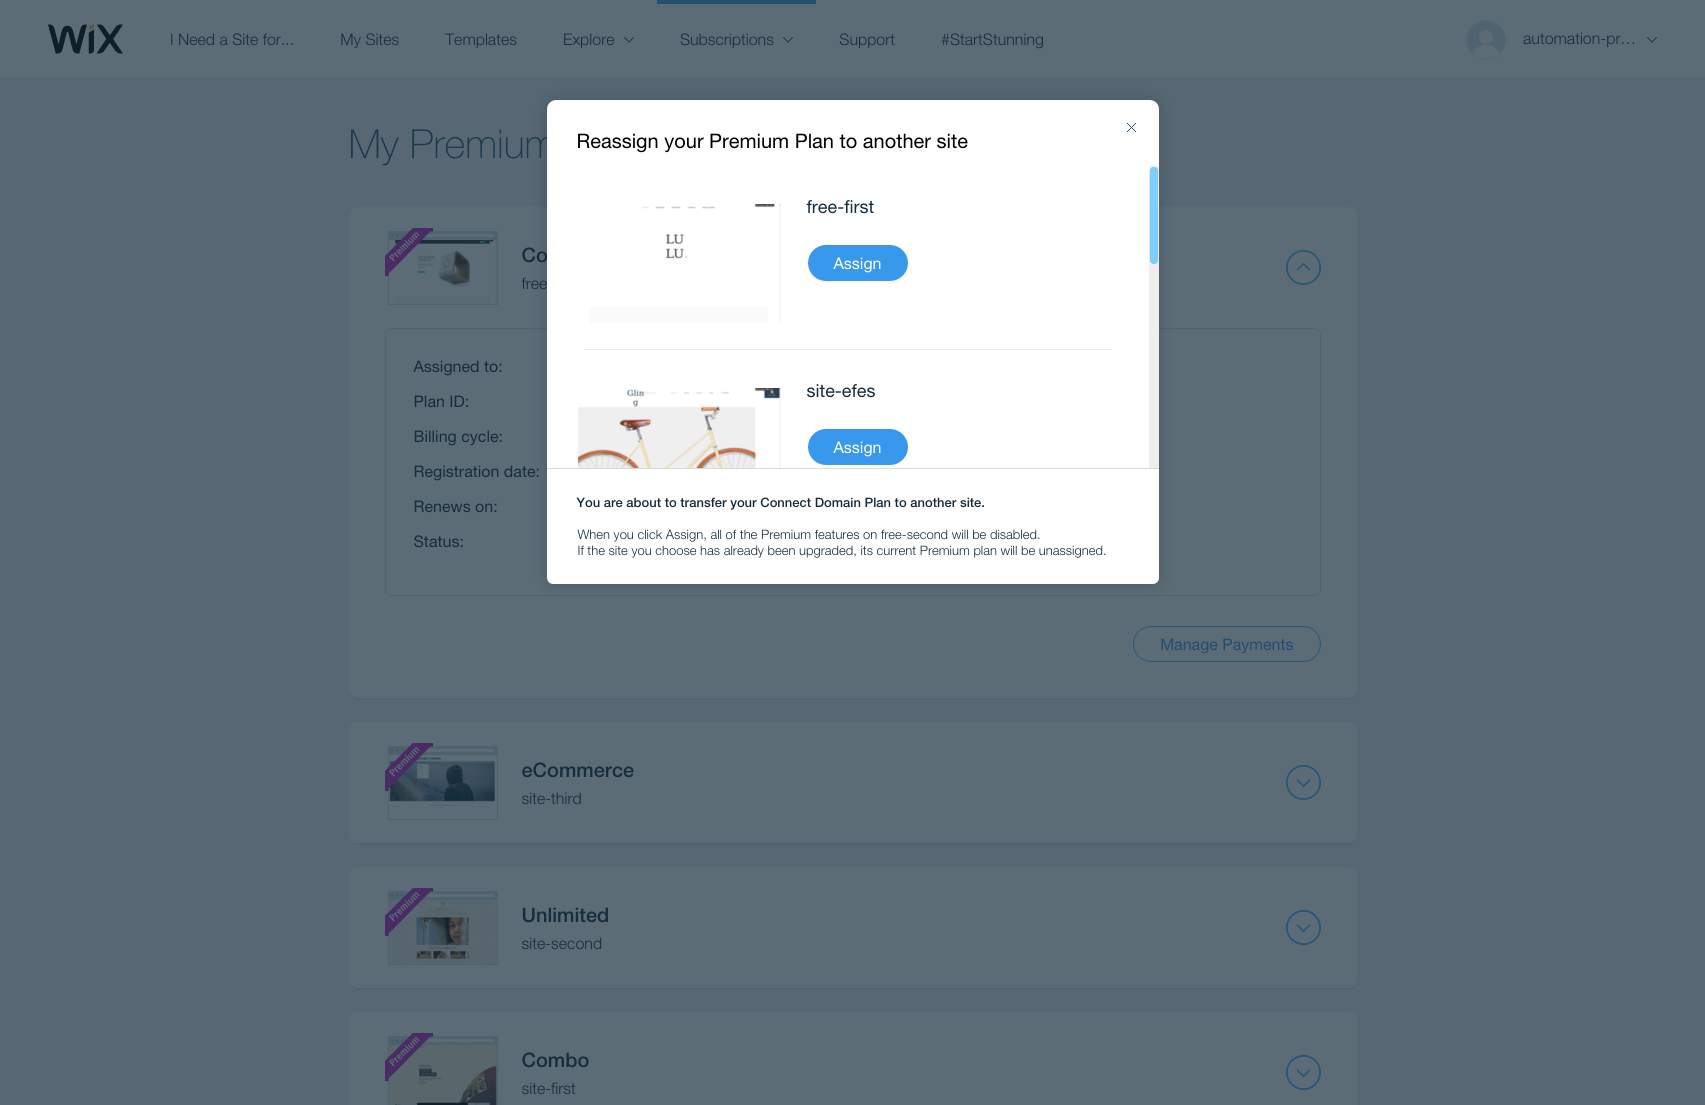 WiX
I Need a Site for...
My Sites
Templates
Explore
Subscriptions
Support
#StartStunning
automation-pr...
My Premium
Reassign your Premium Plan to another site
LU
LU.
free-first
Assign
Glin
g
site-efes
Assign
You are about to transfer your Connect Domain Plan to another site.
When you click Assign, all of the Premium features on free-second will be disabled.
If the site you choose has already been upgraded, its current Premium plan will be unassigned.
Premium
Co
free
Assigned to:
Plan ID:
Billing cycle:
Registration date:
Renews on:
Status:
Manage Payments
Premium
eCommerce
site-third
Premium
Unlimited
site-second
Premium
Combo
site-first